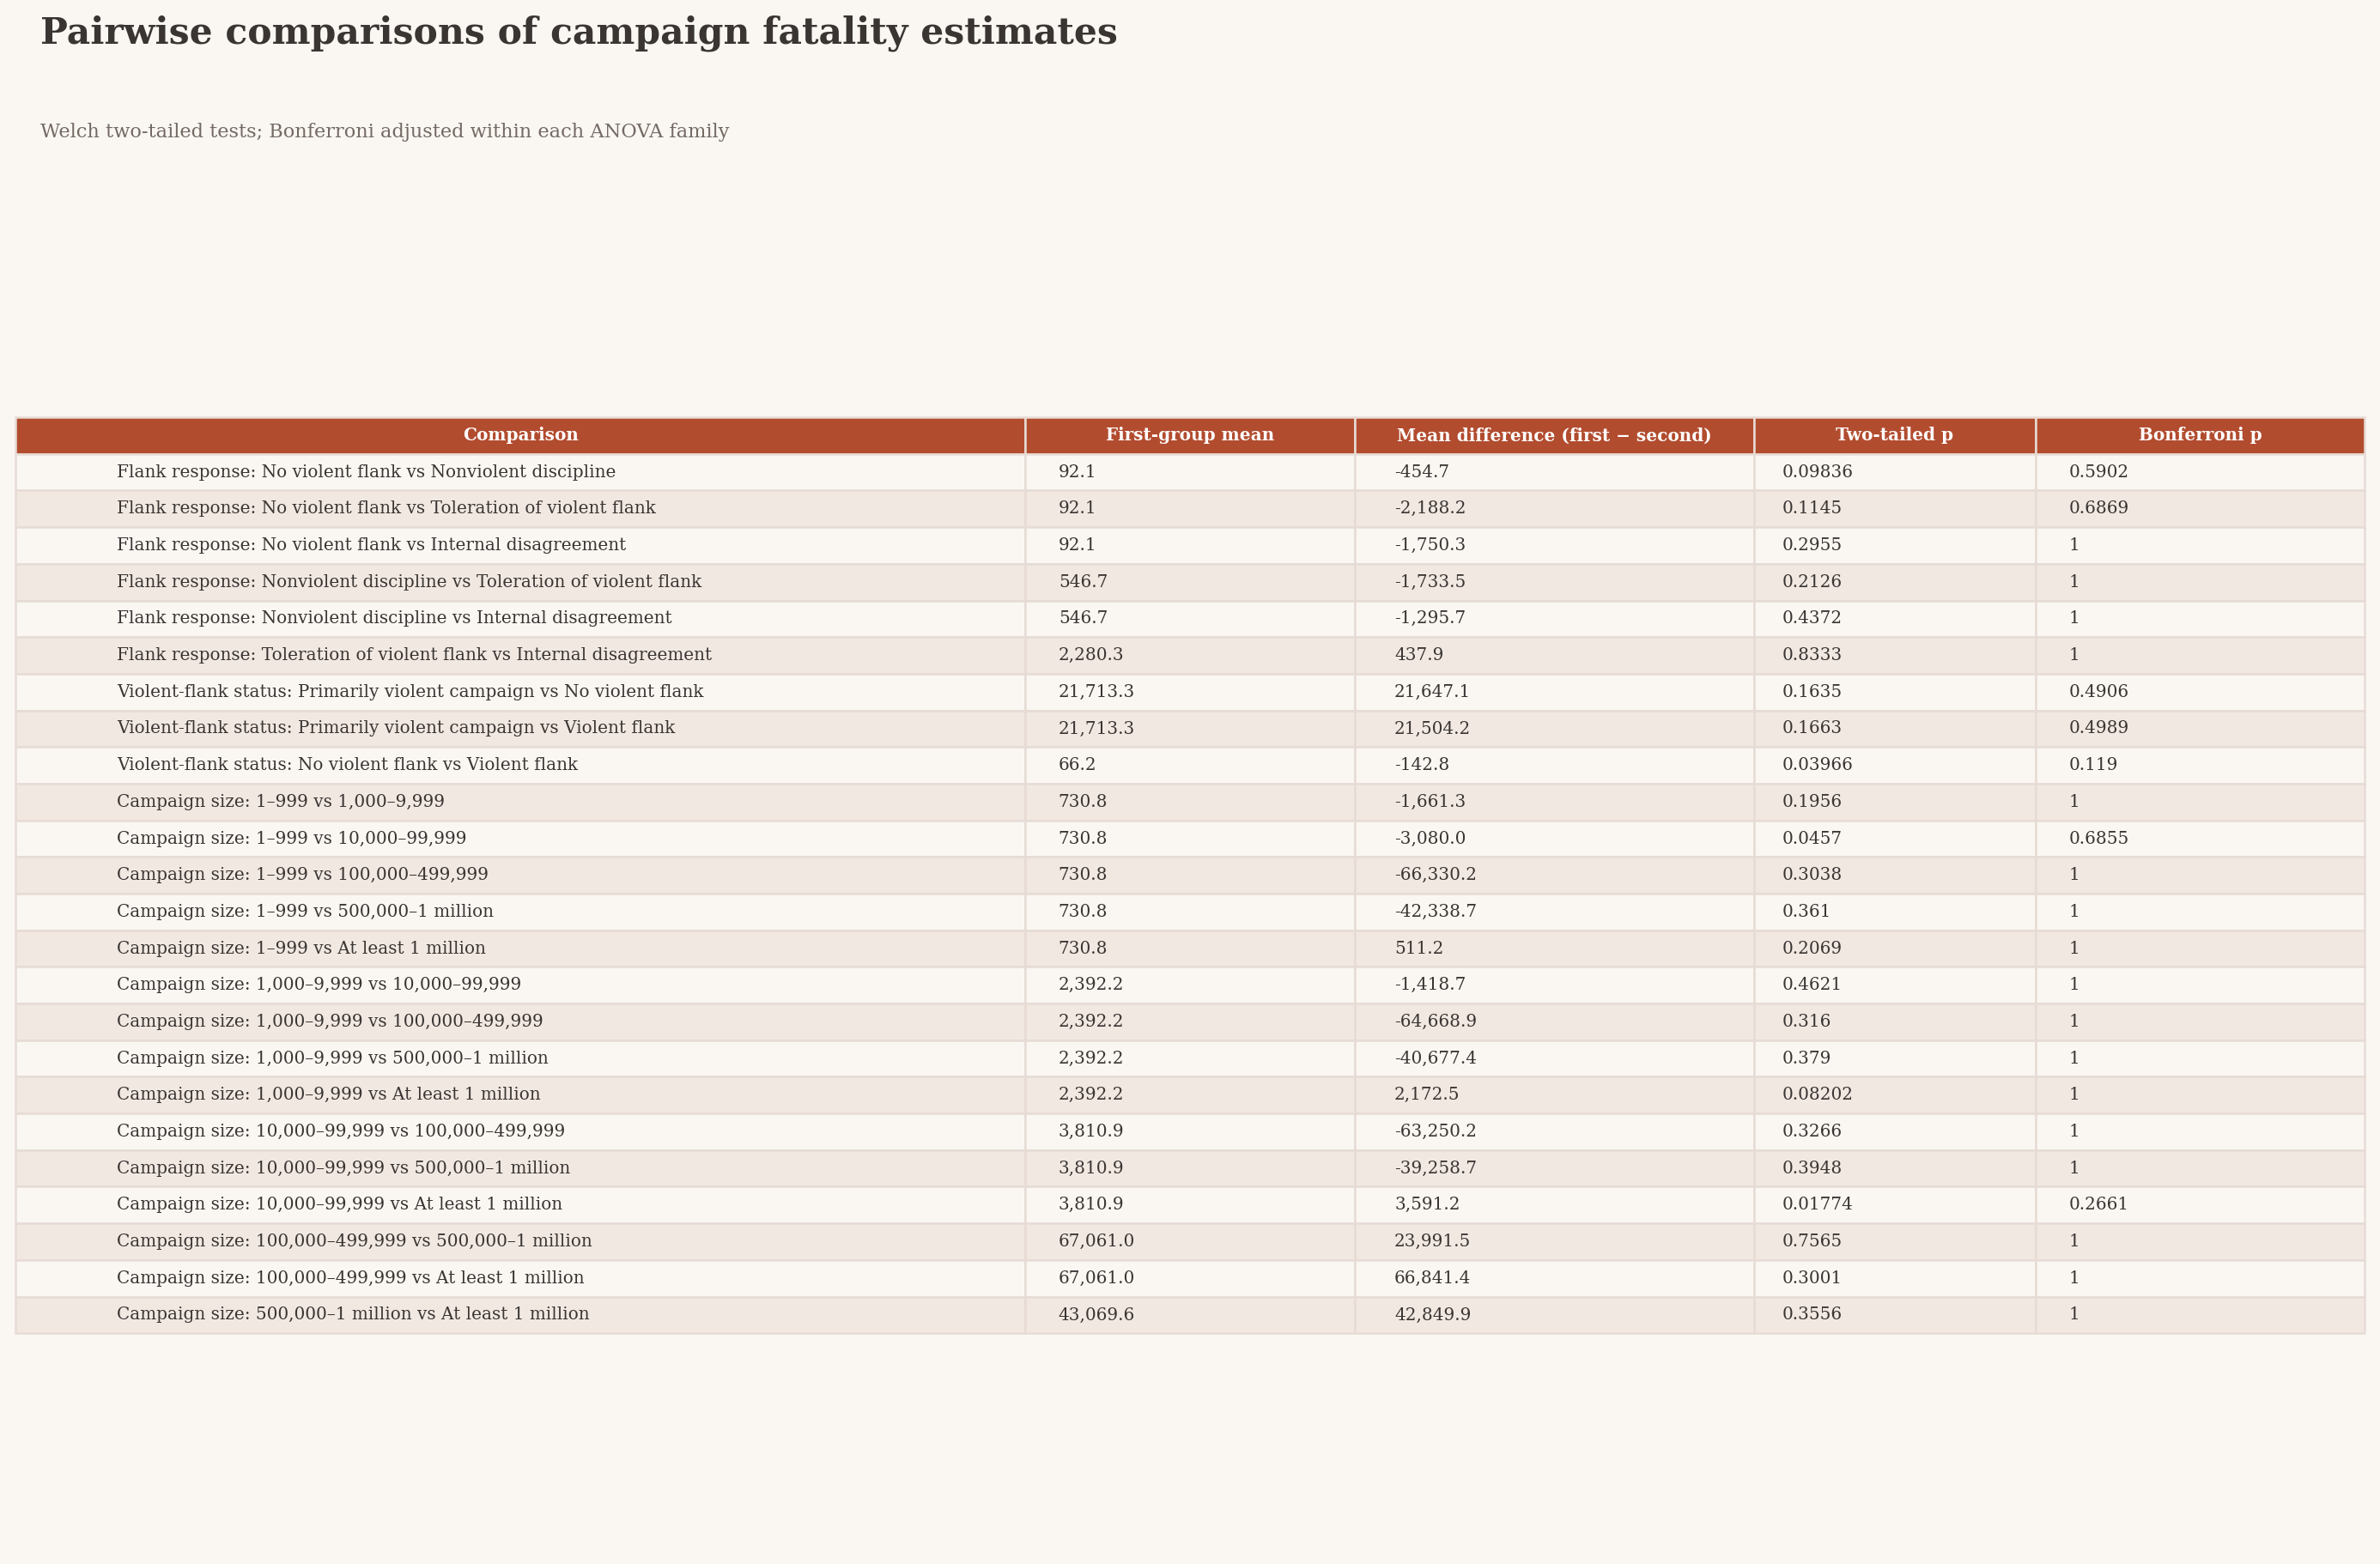 Pairwise comparisons of campaign fatality estimates
Welch two-tailed tests; Bonferroni adjusted within each ANOVA family
Comparison First-group mean Mean difference (first − second) Two-tailed p Bonferroni p
Flank response: No violent flank vs Nonviolent discipline 92.1 -454.7 0.09836 0.5902
Flank response: No violent flank vs Toleration of violent flank 92.1 -2,188.2 0.1145 0.6869
Flank response: No violent flank vs Internal disagreement 92.1 -1,750.3 0.2955 1
Flank response: Nonviolent discipline vs Toleration of violent flank 546.7 -1,733.5 0.2126 1
Flank response: Nonviolent discipline vs Internal disagreement 546.7 -1,295.7 0.4372 1
Flank response: Toleration of violent flank vs Internal disagreement 2,280.3 437.9 0.8333 1
Violent-flank status: Primarily violent campaign vs No violent flank 21,713.3 21,647.1 0.1635 0.4906
Violent-flank status: Primarily violent campaign vs Violent flank 21,713.3 21,504.2 0.1663 0.4989
Violent-flank status: No violent flank vs Violent flank 66.2 -142.8 0.03966 0.119
Campaign size: 1–999 vs 1,000–9,999 730.8 -1,661.3 0.1956 1
Campaign size: 1–999 vs 10,000–99,999 730.8 -3,080.0 0.0457 0.6855
Campaign size: 1–999 vs 100,000–499,999 730.8 -66,330.2 0.3038 1
Campaign size: 1–999 vs 500,000–1 million 730.8 -42,338.7 0.361 1
Campaign size: 1–999 vs At least 1 million 730.8 511.2 0.2069 1
Campaign size: 1,000–9,999 vs 10,000–99,999 2,392.2 -1,418.7 0.4621 1
Campaign size: 1,000–9,999 vs 100,000–499,999 2,392.2 -64,668.9 0.316 1
Campaign size: 1,000–9,999 vs 500,000–1 million 2,392.2 -40,677.4 0.379 1
Campaign size: 1,000–9,999 vs At least 1 million 2,392.2 2,172.5 0.08202 1
Campaign size: 10,000–99,999 vs 100,000–499,999 3,810.9 -63,250.2 0.3266 1
Campaign size: 10,000–99,999 vs 500,000–1 million 3,810.9 -39,258.7 0.3948 1
Campaign size: 10,000–99,999 vs At least 1 million 3,810.9 3,591.2 0.01774 0.2661
Campaign size: 100,000–499,999 vs 500,000–1 million 67,061.0 23,991.5 0.7565 1
Campaign size: 100,000–499,999 vs At least 1 million 67,061.0 66,841.4 0.3001 1
Campaign size: 500,000–1 million vs At least 1 million 43,069.6 42,849.9 0.3556 1